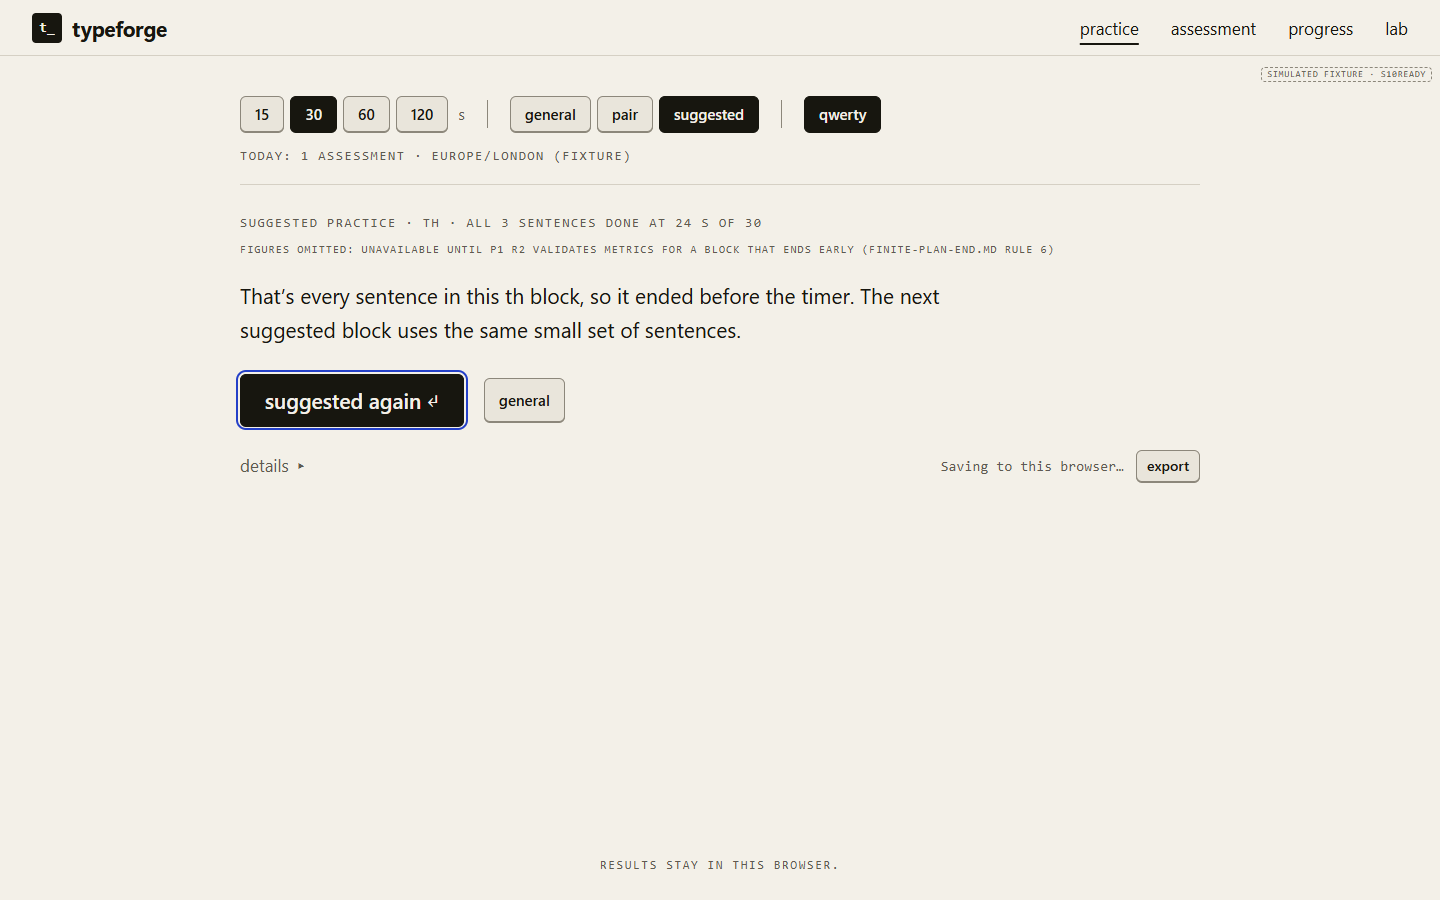 t_ typeforge
practice assessment progress lab
SIMULATED FIXTURE · S10READY
15 30 60 120 s general pair suggested qwerty
TODAY: 1 ASSESSMENT · EUROPE/LONDON (FIXTURE)
SUGGESTED PRACTICE · TH · ALL 3 SENTENCES DONE AT 24 S OF 30
FIGURES OMITTED: UNAVAILABLE UNTIL P1 R2 VALIDATES METRICS FOR A BLOCK THAT ENDS EARLY (FINITE-PLAN-END.MD RULE 6)
That’s every sentence in this th block, so it ended before the timer. The next
suggested block uses the same small set of sentences.
suggested again ↵ general
details ▸ Saving to this browser… export
RESULTS STAY IN THIS BROWSER.